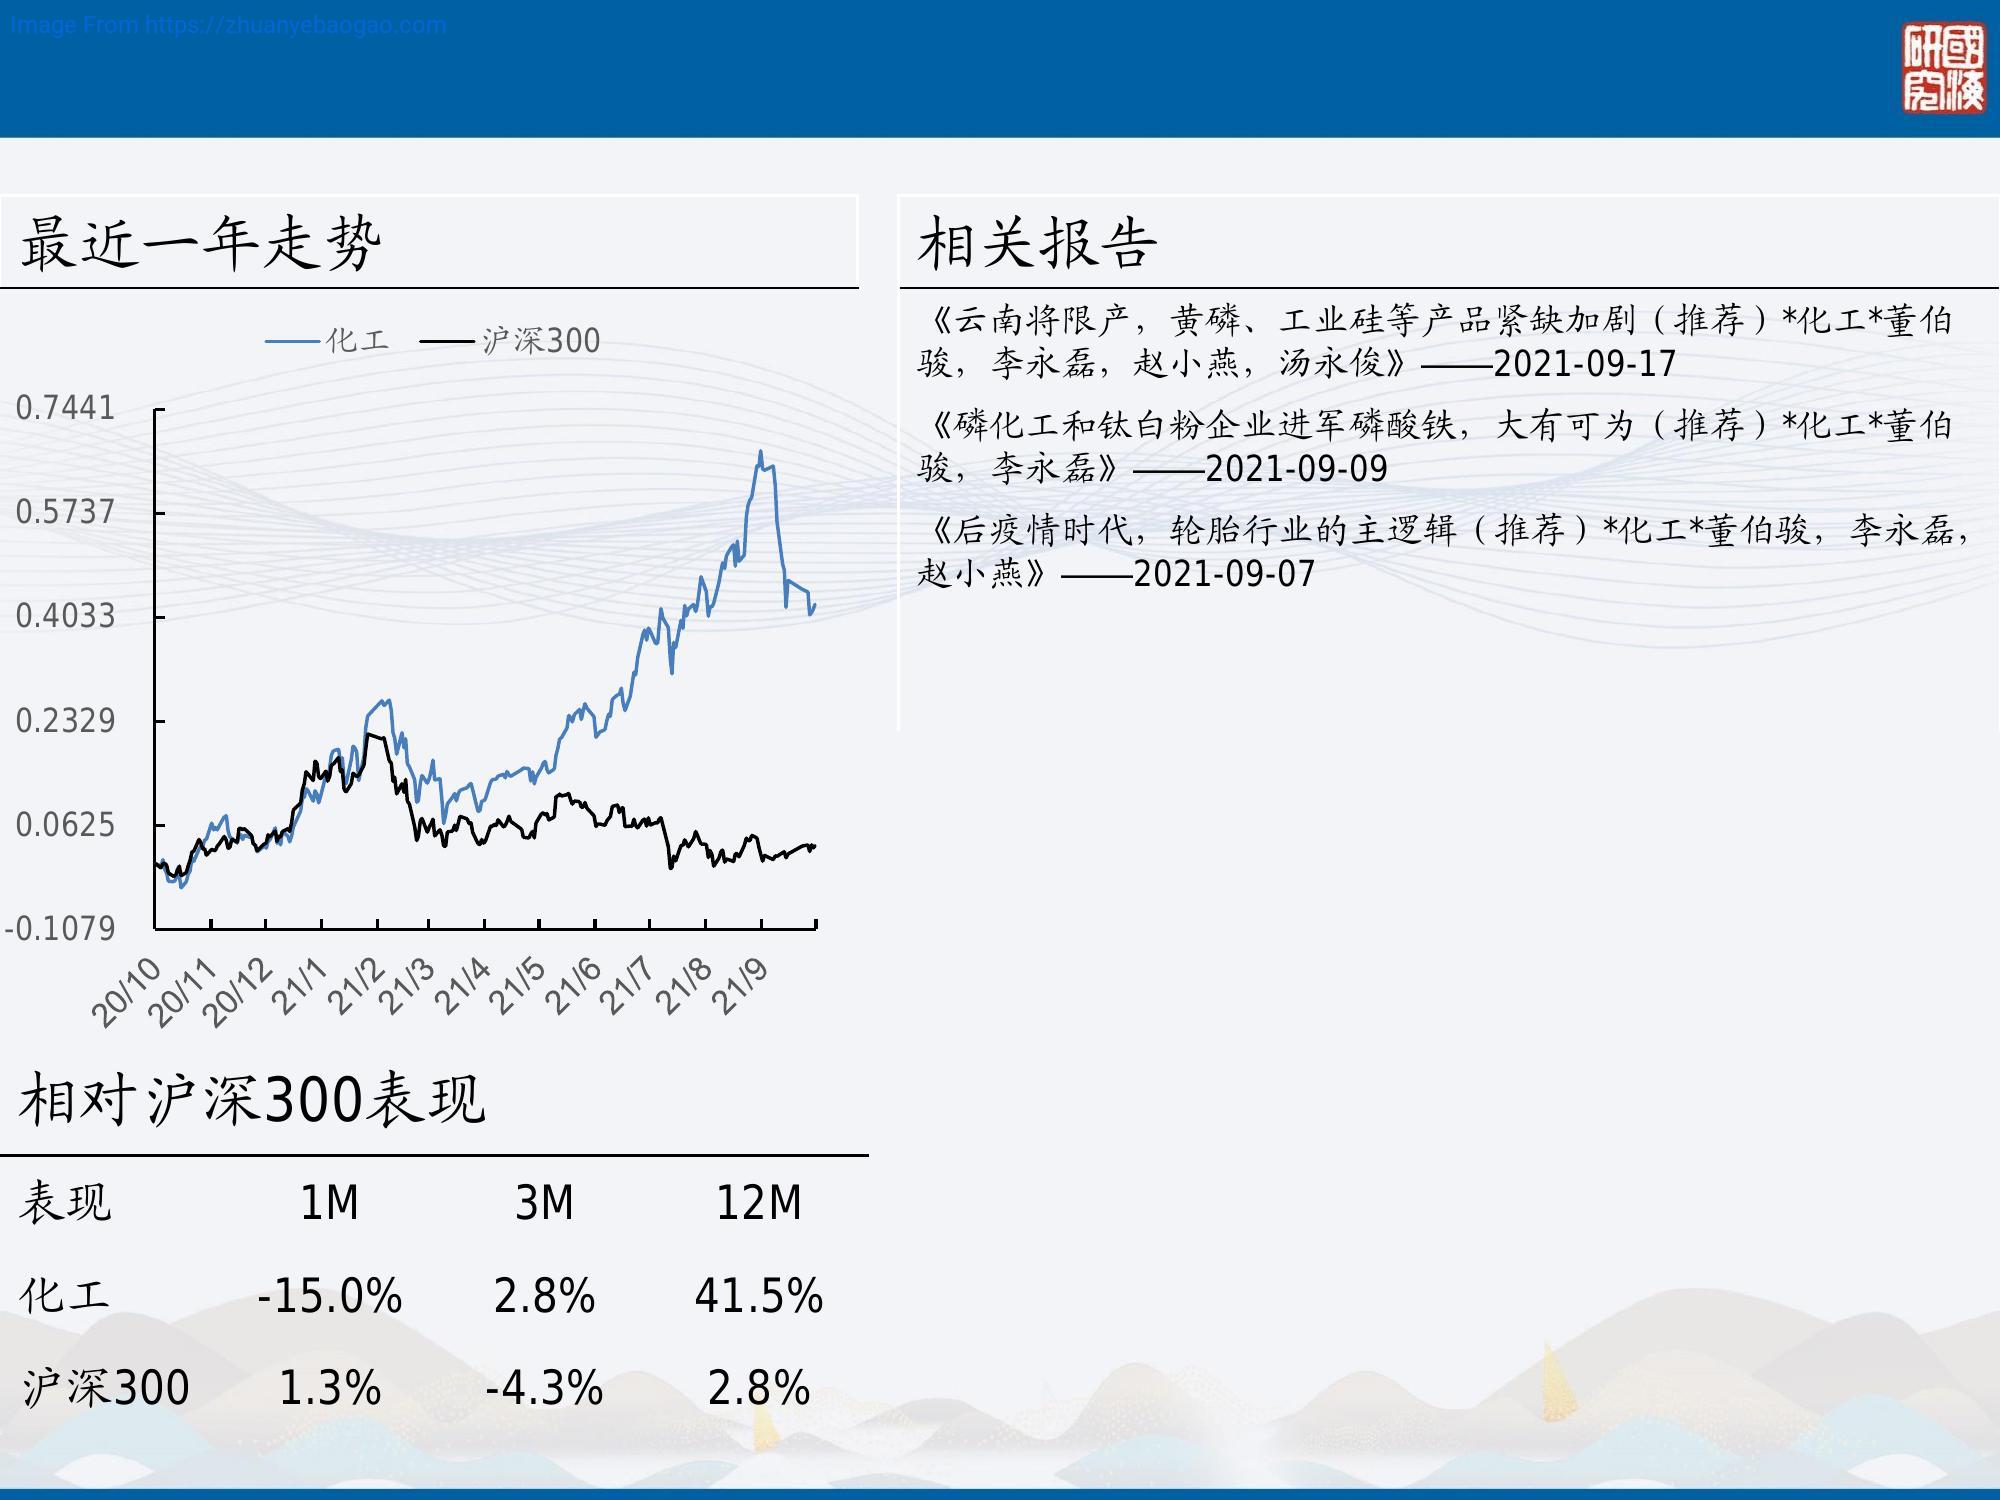 Image From https://zhuanyebaogao.com
研國
究海
最近一年走势
化工 沪深300
0.7441
0.5737
0.4033
0.2329
0.0625
-0.1079
20/10 20/11 20/12 21/1 21/2 21/3 21/4 21/5 21/6 21/7 21/8 21/9
相对沪深300表现
表现 1M 3M 12M
化工 -15.0% 2.8% 41.5%
沪深300 1.3% -4.3% 2.8%
相关报告
《云南将限产，黄磷、工业硅等产品紧缺加剧（推荐）*化工*董伯
骏，李永磊，赵小燕，汤永俊》——2021-09-17
《磷化工和钛白粉企业进军磷酸铁，大有可为（推荐）*化工*董伯
骏，李永磊》——2021-09-09
《后疫情时代，轮胎行业的主逻辑（推荐）*化工*董伯骏，李永磊，
赵小燕》——2021-09-07